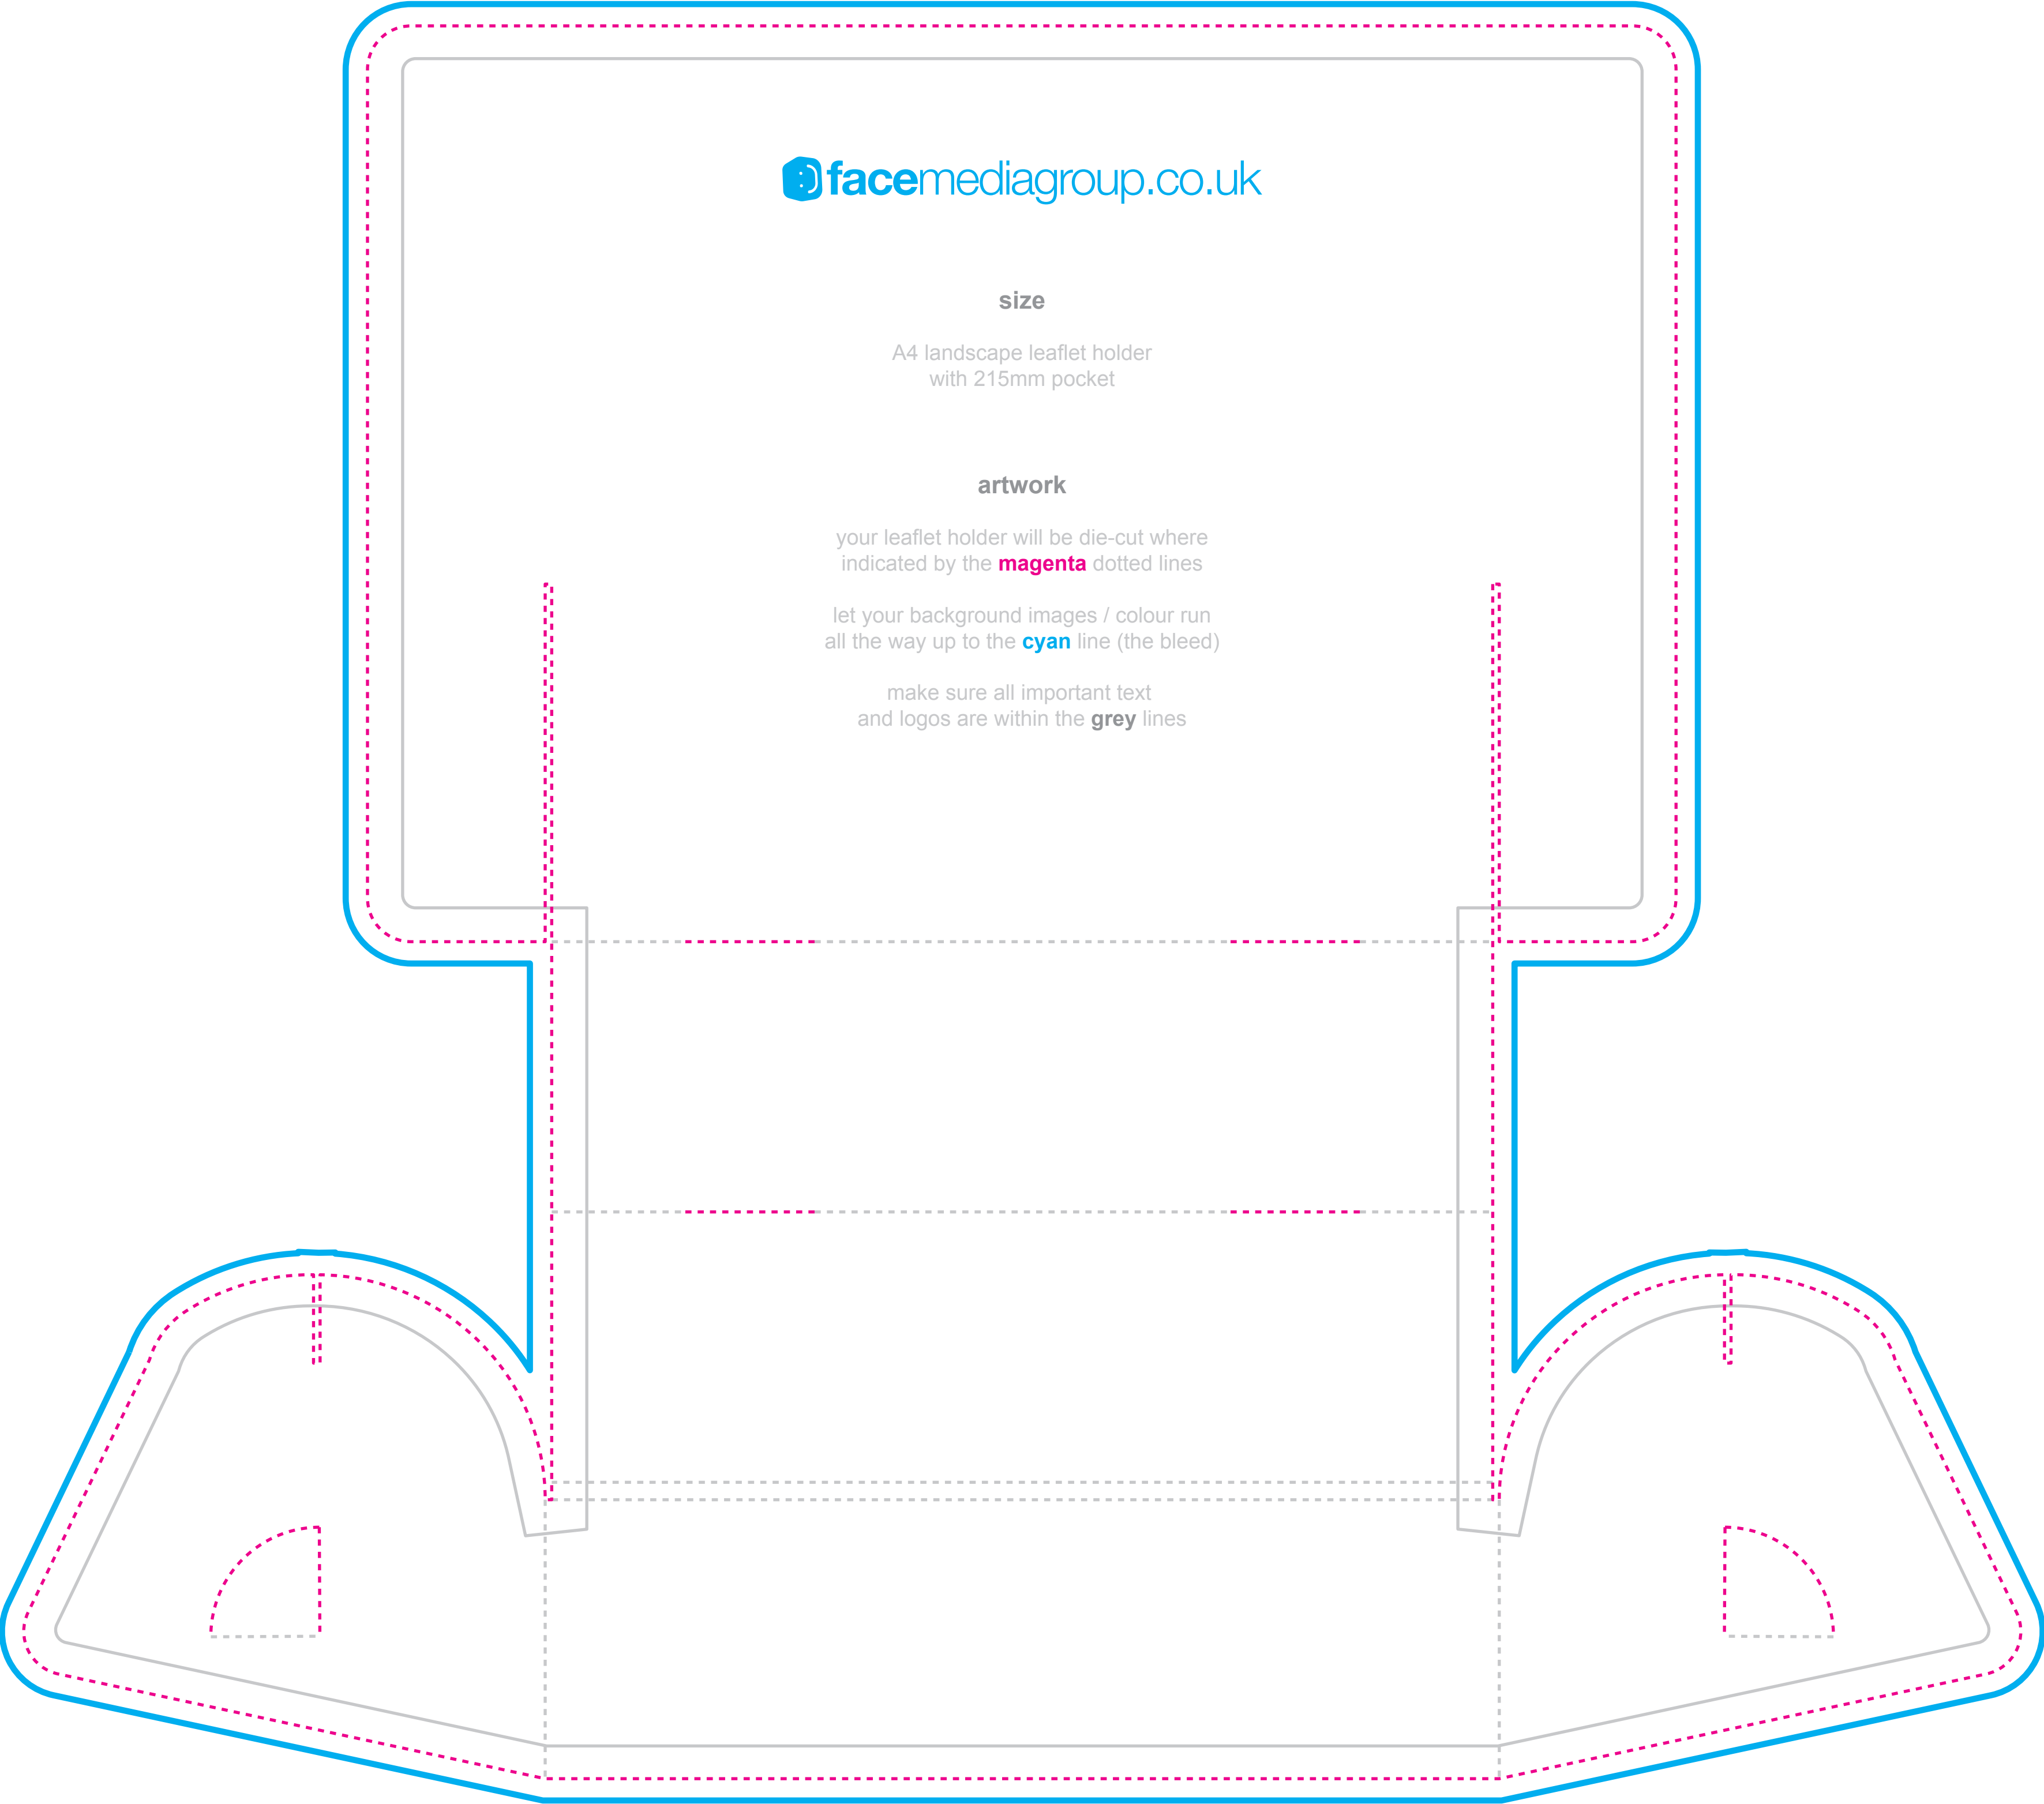 facemediagroup.co.uk
size
A4 landscape leaflet holder
with 215mm pocket
artwork
your leaflet holder will be die-cut where
indicated by the magenta dotted lines
let your background images / colour run
all the way up to the cyan line (the bleed)
make sure all important text
and logos are within the grey lines